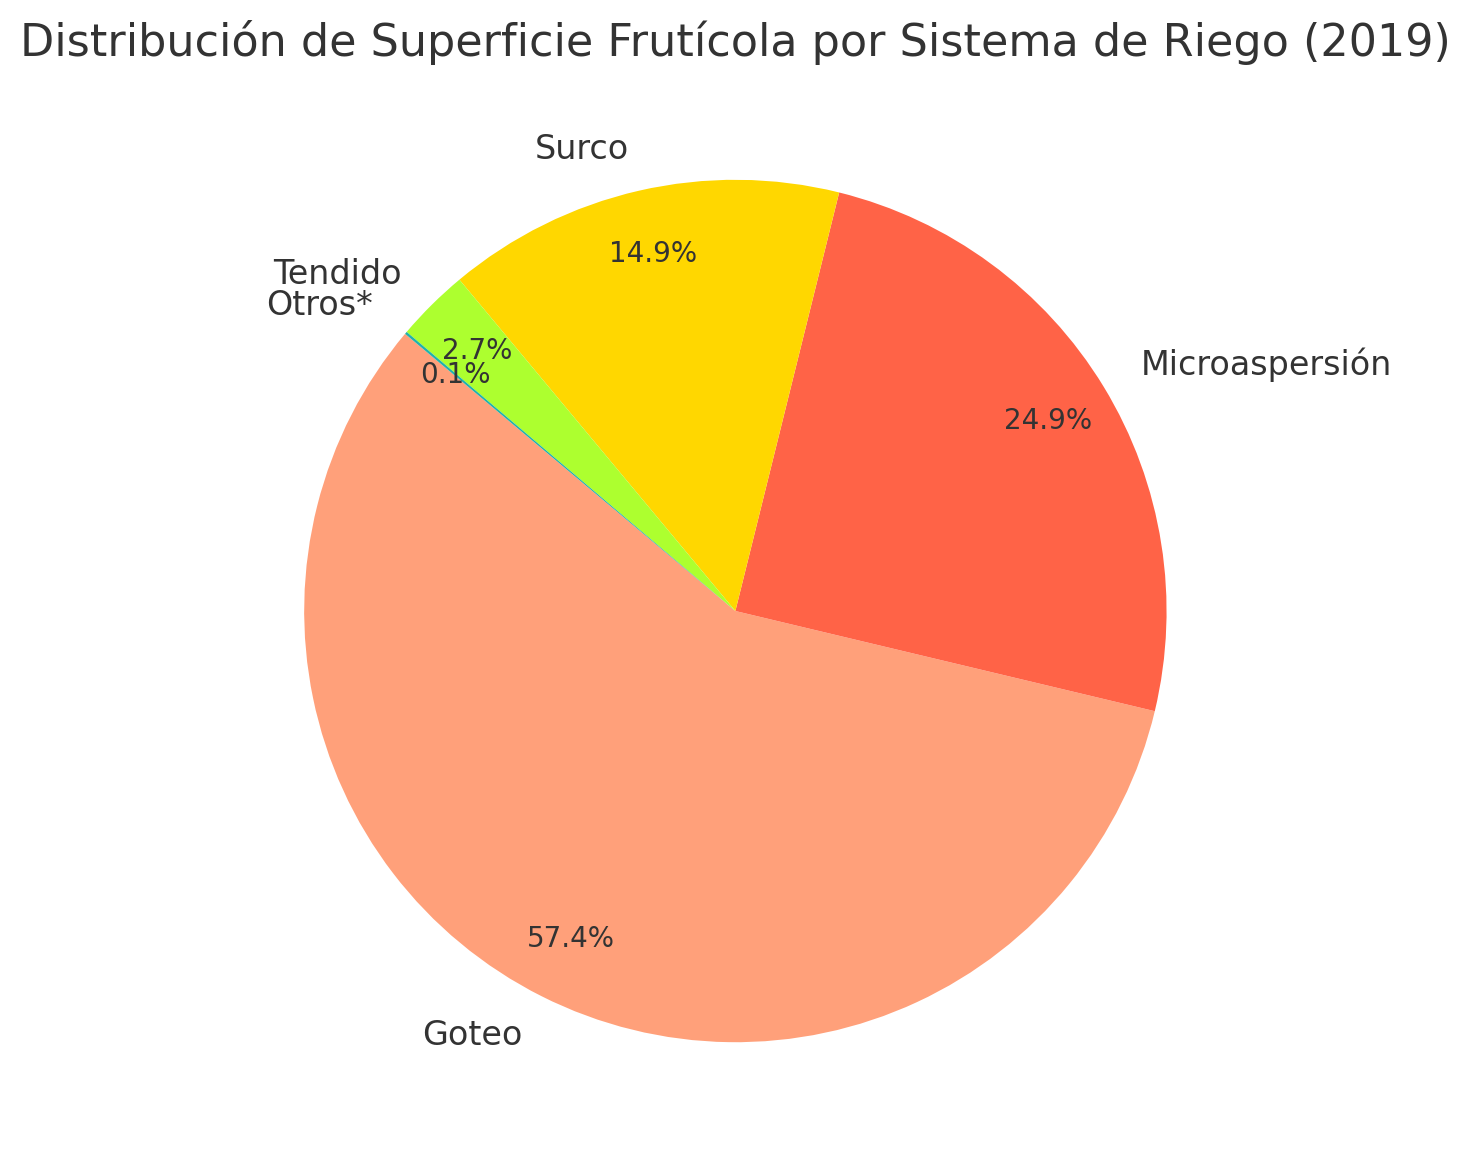 Distribución de Superficie Frutícola por Sistema de Riego (2019)
Surco
14.9%
Tendido
Otros*
2.7%
0.1%
Microaspersión
24.9%
57.4%
Goteo